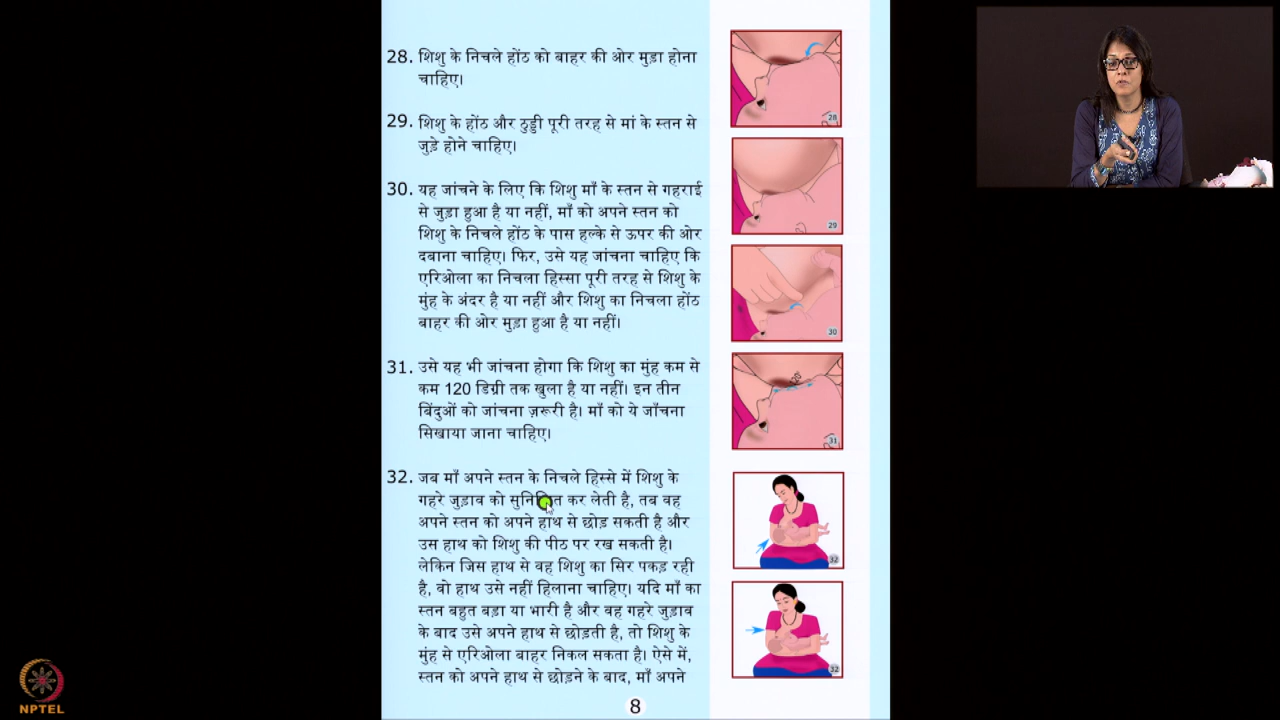 28. शिशु के निचले होंठ को बाहर की ओर मुड़ा होना
चाहिए।
29. शिशु के होंठ और ठुड्डी पूरी तरह से मां के स्तन से
जुड़े होने चाहिए।
30. यह जांचने के लिए कि शिशु माँ के स्तन से गहराई
से जुड़ा हुआ है या नहीं, माँ को अपने स्तन को
शिशु के निचले होंठ के पास हल्के से ऊपर की ओर
दबाना चाहिए। फिर, उसे यह जांचना चाहिए कि
एरिओला का निचला हिस्सा पूरी तरह से शिशु के
मुंह के अंदर है या नहीं और शिशु का निचला होंठ
बाहर की ओर मुड़ा हुआ है या नहीं।
31. उसे यह भी जांचना होगा कि शिशु का मुंह कम से
कम 120 डिग्री तक खुला है या नहीं। इन तीन
बिंदुओं को जांचना ज़रूरी है। माँ को ये जाँचना
सिखाया जाना चाहिए।
32. जब माँ अपने स्तन के निचले हिस्से में शिशु के
गहरे जुड़ाव को सुनिश्चित कर लेती है, तब वह
अपने स्तन को अपने हाथ से छोड़ सकती है और
उस हाथ को शिशु की पीठ पर रख सकती है।
लेकिन जिस हाथ से वह शिशु का सिर पकड़ रही
है, वो हाथ उसे नहीं हिलाना चाहिए। यदि माँ का
स्तन बहुत बड़ा या भारी है और वह गहरे जुड़ाव
के बाद उसे अपने हाथ से छोड़ती है, तो शिशु के
मुंह से एरिओला बाहर निकल सकता है। ऐसे में,
स्तन को अपने हाथ से छोड़ने के बाद, माँ अपने
28
29
30
120
31
32
32
8
NPTEL